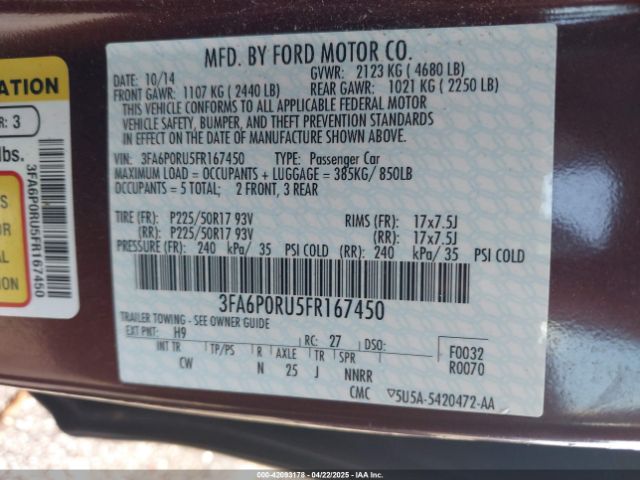 MFD. BY FORD MOTOR CO.
DATE: 10/14 GVWR: 2123 KG ( 4680 LB)
FRONT GAWR: 1107 KG ( 2440 LB) REAR GAWR: 1021 KG ( 2250 LB)
THIS VEHICLE CONFORMS TO ALL APPLICABLE FEDERAL MOTOR
VEHICLE SAFETY, BUMPER, AND THEFT PREVENTION STANDARDS
IN EFFECT ON THE DATE OF MANUFACTURE SHOWN ABOVE.
VIN: 3FA6P0RU5FR167450 TYPE: Passenger Car
MAXIMUM LOAD = OCCUPANTS + LUGGAGE = 385KG/ 850LB
OCCUPANTS = 5 TOTAL; 2 FRONT, 3 REAR
TIRE (FR): P225/50R17 93V RIMS (FR): 17x7.5J
(RR): P225/50R17 93V (RR): 17x7.5J
PRESSURE (FR): 240 kPa/ 35 PSI COLD (RR): 240 kPa/ 35 PSI COLD
3FA6P0RU5FR167450
TRAILER TOWING - SEE OWNER GUIDE
EXT PNT: H9 RC: 27 DSO: F0032
INT TR TP/PS R AXLE TR SPR R0070
CW N 25 J NNRR
CMC ▽5U5A-5420472-AA
ATION
R: 3
lbs.
3FA6P0RU5FR167450
000-42093178 - 04/22/2025 - IAAI.COM